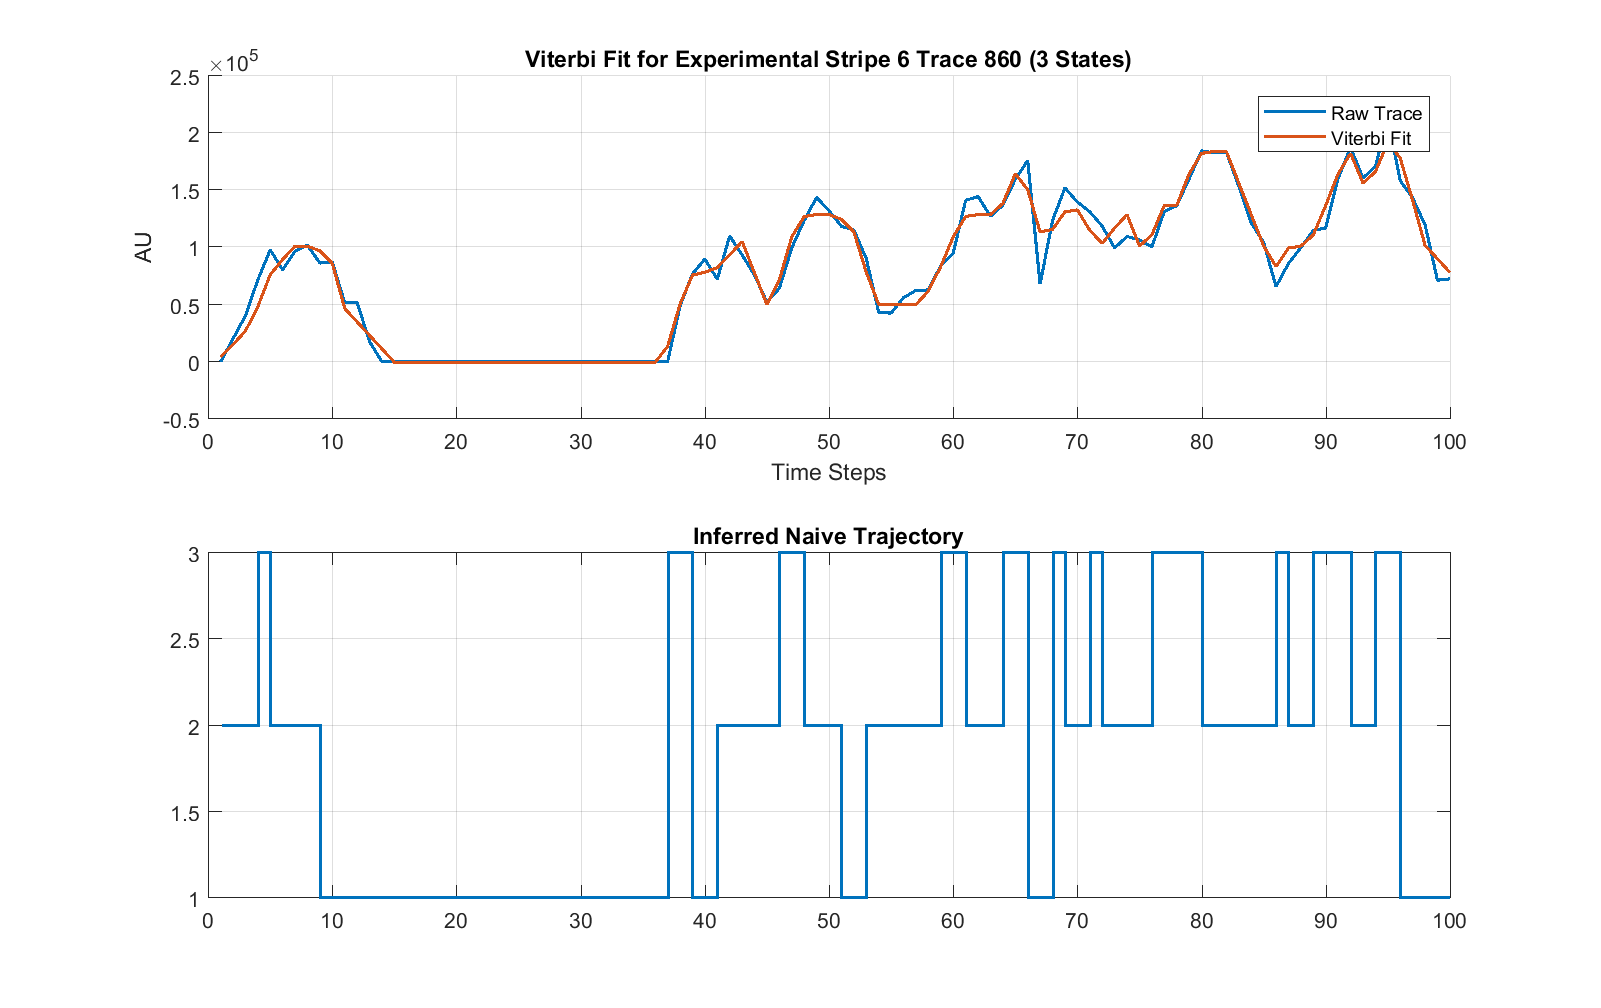 Viterbi Fit for Experimental Stripe 6 Trace 860 (3 States)
×10^5
2.5
2
1.5
1
0.5
0
-0.5
AU
Raw Trace
Viterbi Fit
0 10 20 30 40 50 60 70 80 90 100
Time Steps
Inferred Naive Trajectory
3
2.5
2
1.5
1
0 10 20 30 40 50 60 70 80 90 100